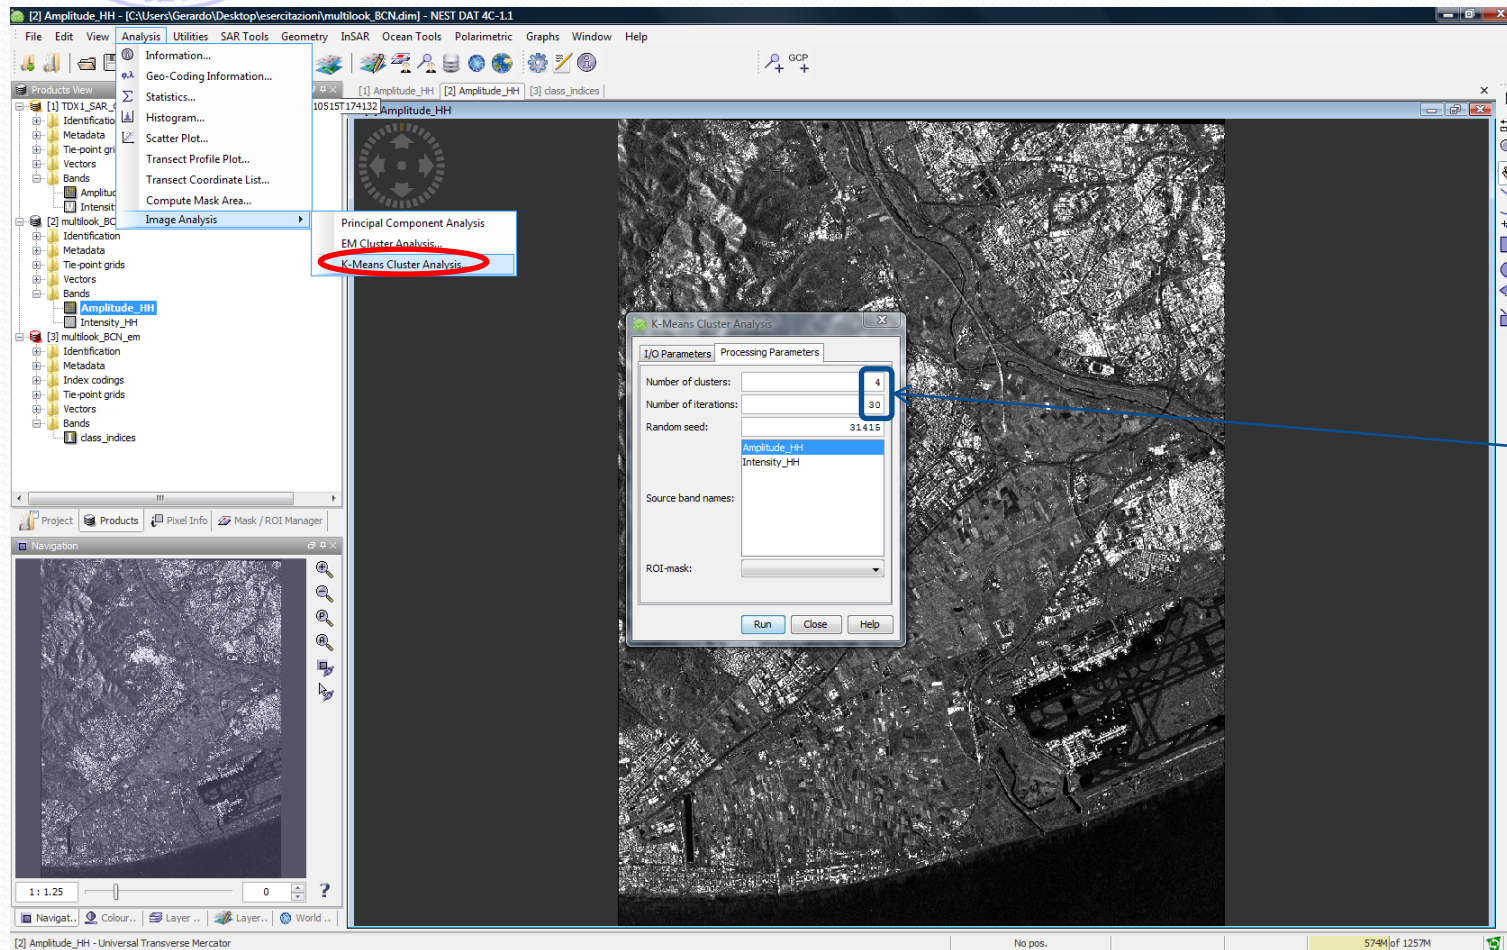 [2] Amplitude_HH - [C:\Users\Gerardo\Desktop\esercitazioni\multilook_BCN.dim] - NEST DAT 4C-1.1
File Edit View Analysis Utilities SAR Tools Geometry InSAR Ocean Tools Polarimetric Graphs Window Help
Information...
Geo-Coding Information...
Statistics...
Histogram...
Scatter Plot...
Transect Profile Plot...
Transect Coordinate List...
Compute Mask Area...
Image Analysis
Principal Component Analysis
EM Cluster Analysis...
K-Means Cluster Analysis...
GCP
Products View
[1] Amplitude_HH [2] Amplitude_HH [3] class_indices
10515T174132
Amplitude_HH
[1] TDX1_SAR_
Identificatio
Metadata
Tie-point gri
Vectors
Bands
Amplituc
Intensit
[2] multilook_BC
Identification
Metadata
Tie-point grids
Vectors
Bands
Amplitude_HH
Intensity_HH
[3] multilook_BCN_em
Identification
Metadata
Index codings
Tie-point grids
Vectors
Bands
class_indices
Project Products Pixel Info Mask / ROI Manager
Navigation
1 : 1.25 0 ?
Navigat.. Colour.. Layer .. Layer.. World ..
K-Means Cluster Analysis
I/O Parameters Processing Parameters
Number of clusters: 4
Number of iterations: 30
Random seed: 31415
Source band names:
Amplitude_HH
Intensity_HH
ROI-mask:
Run Close Help
[2] Amplitude_HH - Universal Transverse Mercator
No pos.
574M of 1257M